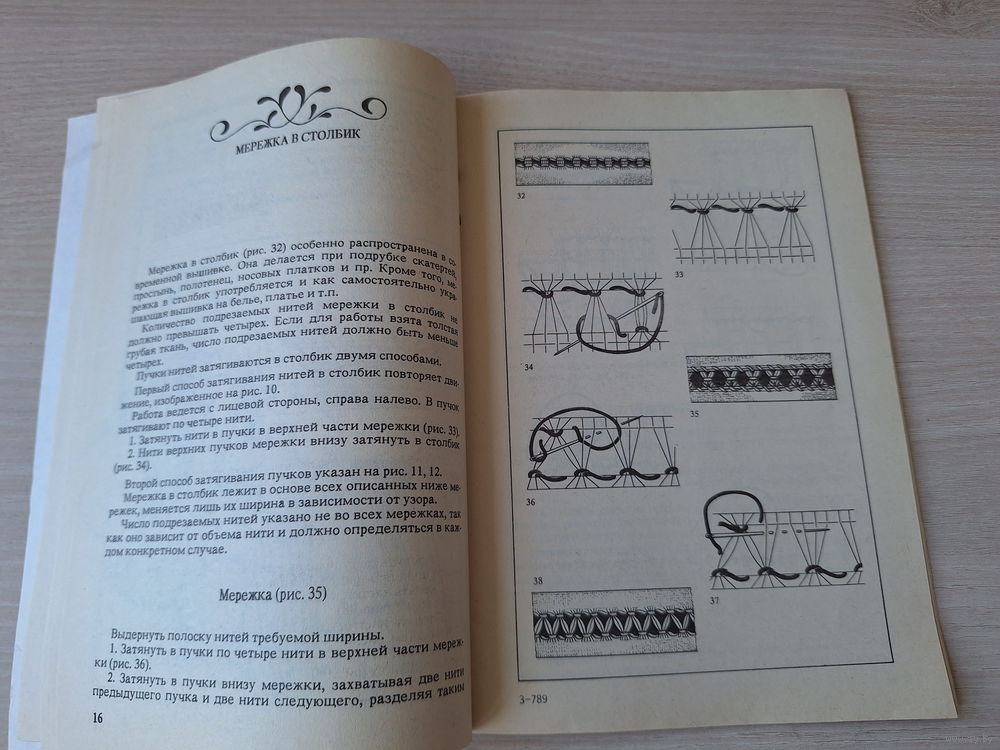 МЕРЕЖКА В СТОЛБИК
Мережка в столбик (рис. 32) особенно распространена в со-
временной вышивке. Она делается при подрубке скатертей,
простынь, полотенец, носовых платков и пр. Кроме того, ме-
режка в столбик употребляется и как самостоятельно укра-
шающая вышивка на белье, платье и т.п.
Количество подрезаемых нитей мережки в столбик не
должно превышать четырех. Если для работы взята толстая
грубая ткань, число подрезаемых нитей должно быть меньше
четырех.
Пучки нитей затягиваются в столбик двумя способами.
Первый способ затягивания нитей в столбик повторяет дви-
жение, изображенное на рис. 10.
Работа ведется с лицевой стороны, справа налево. В пучок
затягивают по четыре нити.
1. Затянуть нити в пучки в верхней части мережки (рис. 33).
2. Нити верхних пучков мережки внизу затянуть в столбик
(рис. 34).
Второй способ затягивания пучков указан на рис. 11, 12.
Мережка в столбик лежит в основе всех описанных ниже ме-
режек, меняется лишь их ширина в зависимости от узора.
Число подрезаемых нитей указано не во всех мережках, так
как оно зависит от объема нити и должно определяться в каж-
дом конкретном случае.
Мережка (рис. 35)
Выдернуть полоску нитей требуемой ширины.
1. Затянуть в пучки по четыре нити в верхней части мереж-
ки (рис. 36).
2. Затянуть в пучки внизу мережки, захватывая две нити
предыдущего пучка и две нити следующего, разделяя таким
16
32
33
34
35
36
37
38
3-789